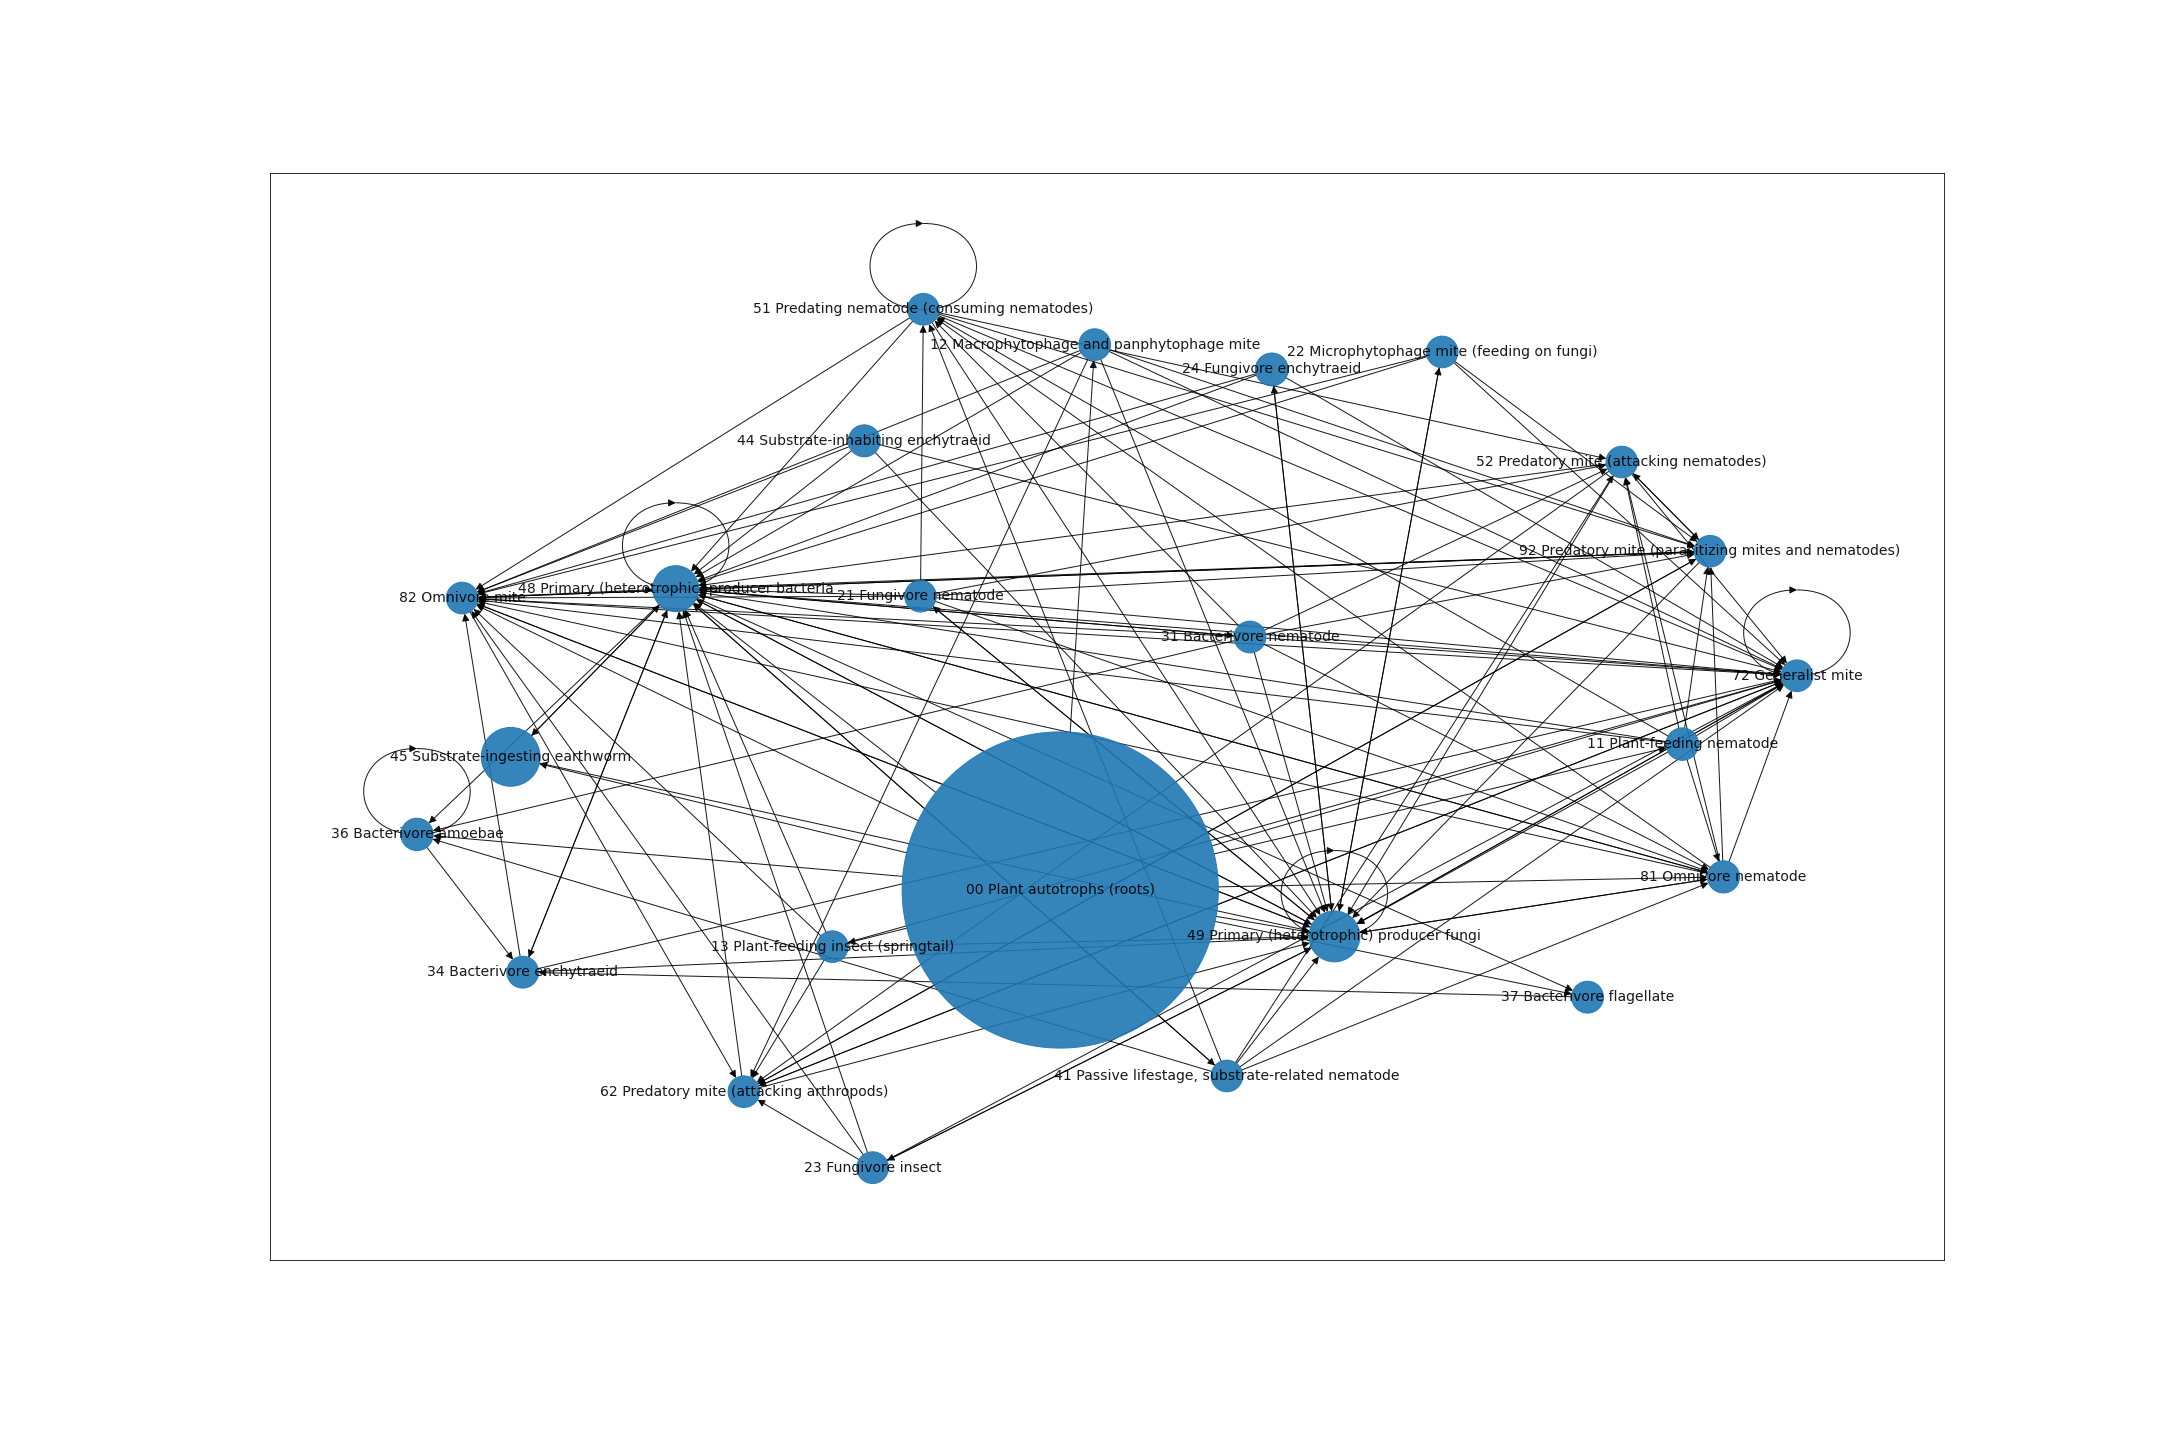 51 Predating nematode (consuming nematodes)
12 Macrophytophage and panphytophage mite
22 Microphytophage mite (feeding on fungi)
24 Fungivore enchytraeid
44 Substrate-inhabiting enchytraeid
52 Predatory mite (attacking nematodes)
92 Predatory mite (parasitizing mites and nematodes)
82 Omnivore mite
48 Primary (heterotrophic) producer bacteria
21 Fungivore nematode
31 Bacterivore nematode
72 Generalist mite
11 Plant-feeding nematode
45 Substrate-ingesting earthworm
36 Bacterivore amoebae
81 Omnivore nematode
00 Plant autotrophs (roots)
49 Primary (heterotrophic) producer fungi
13 Plant-feeding insect (springtail)
34 Bacterivore enchytraeid
37 Bacterivore flagellate
41 Passive lifestage, substrate-related nematode
62 Predatory mite (attacking arthropods)
23 Fungivore insect